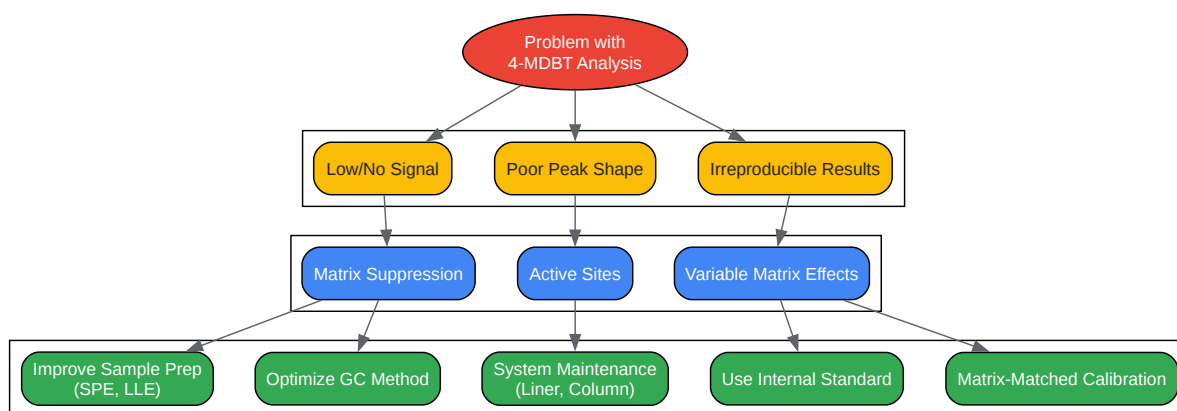 Problem with
4-MDBT Analysis
Low/No Signal
Poor Peak Shape
Irreproducible Results
Matrix Suppression
Active Sites
Variable Matrix Effects
Improve Sample Prep
(SPE, LLE)
Optimize GC Method
System Maintenance
(Liner, Column)
Use Internal Standard
Matrix-Matched Calibration